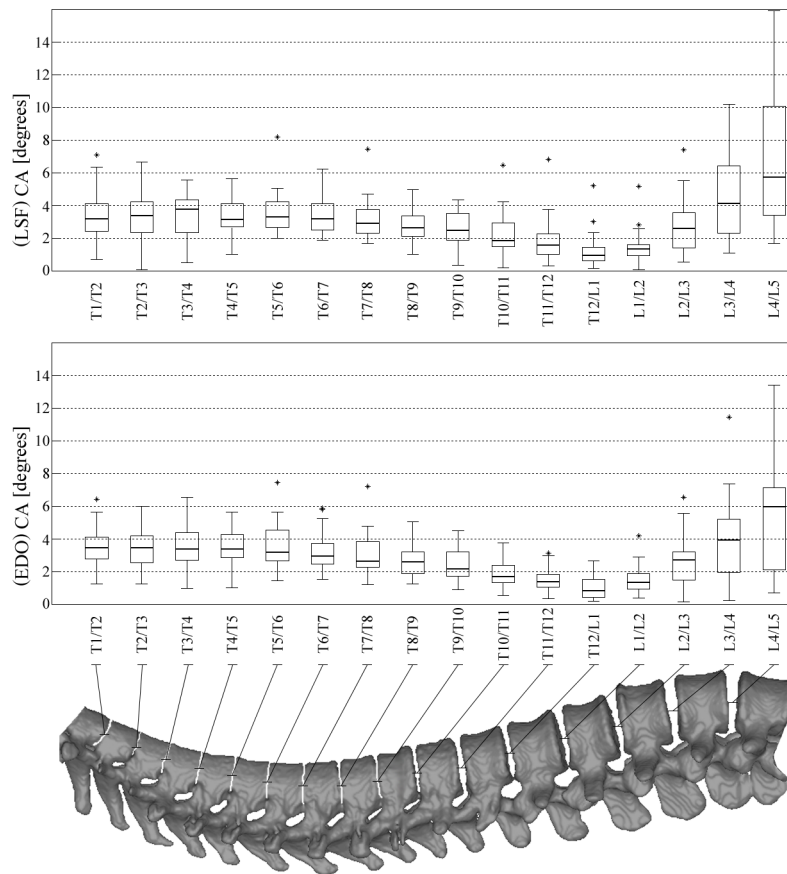 14
12
10
8
6
4
2
0
(LSF) CA [degrees]
T1/T2
T2/T3
T3/T4
T4/T5
T5/T6
T6/T7
T7/T8
T8/T9
T9/T10
T10/T11
T11/T12
T12/L1
L1/L2
L2/L3
L3/L4
L4/L5
14
12
10
8
6
4
2
0
(EDO) CA [degrees]
T1/T2
T2/T3
T3/T4
T4/T5
T5/T6
T6/T7
T7/T8
T8/T9
T9/T10
T10/T11
T11/T12
T12/L1
L1/L2
L2/L3
L3/L4
L4/L5